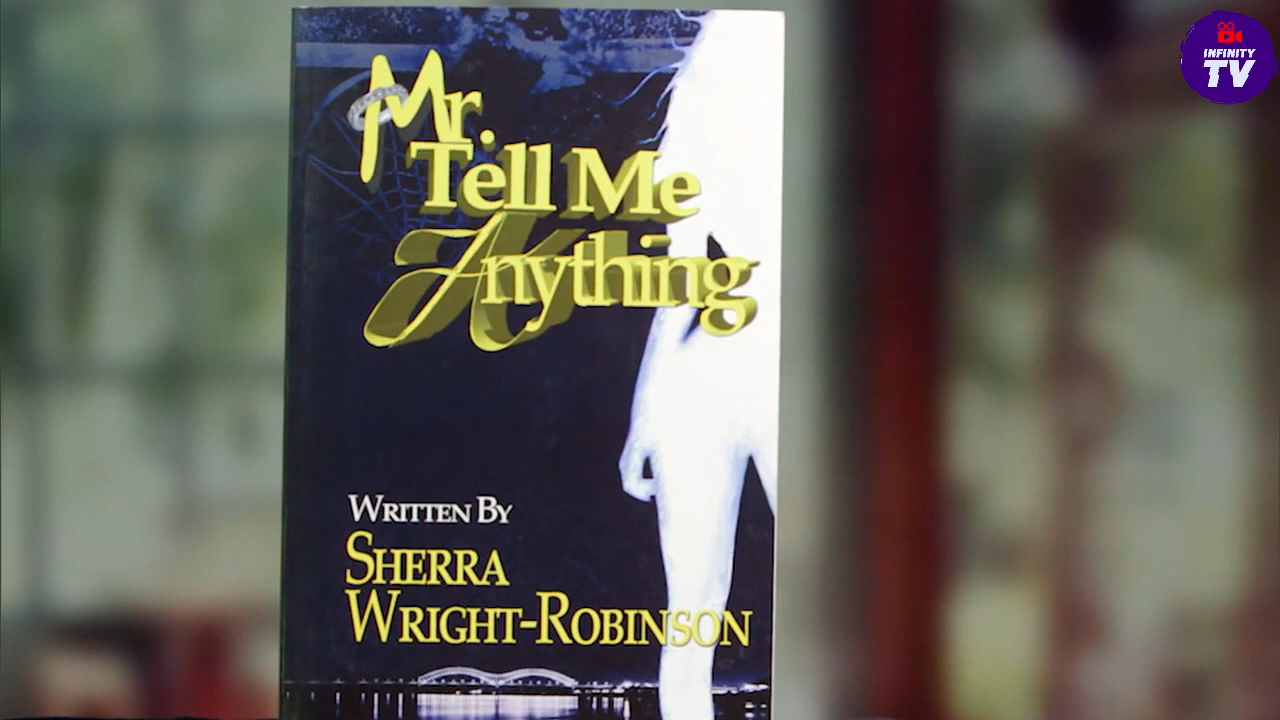 Mr.
Tell Me
Anything
WRITTEN BY
SHERRA
WRIGHT-ROBINSON
INFINITY
TV